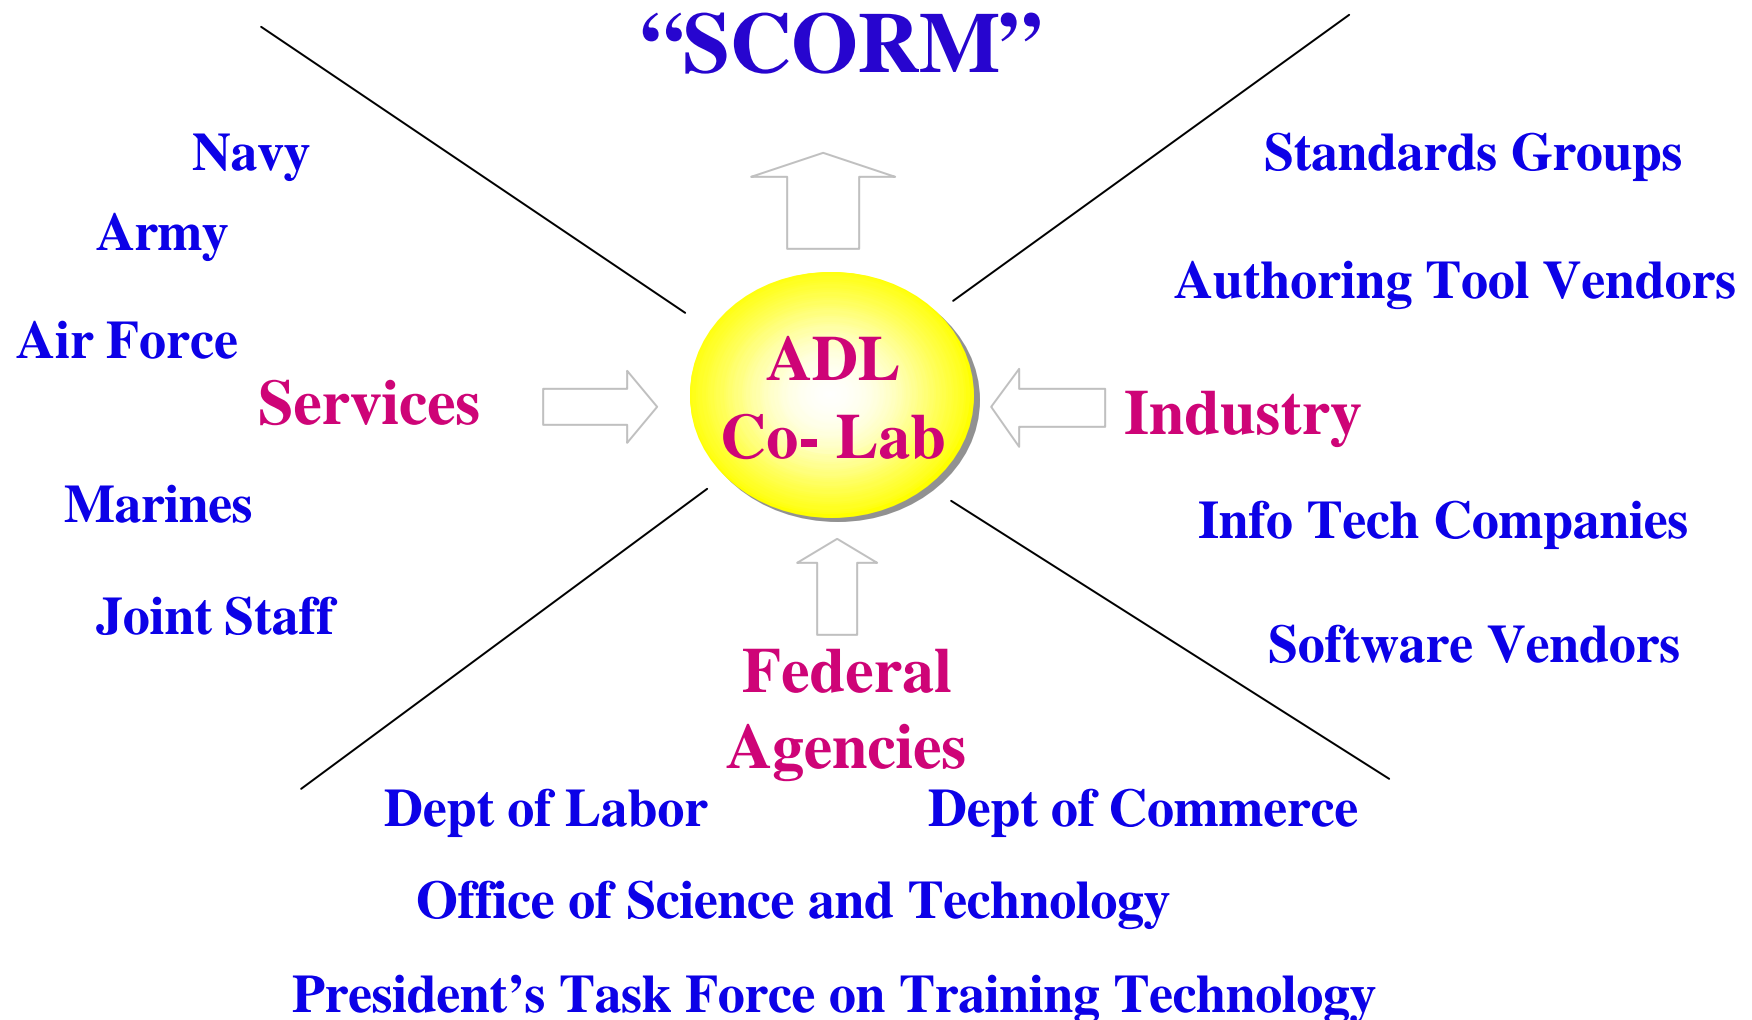 “SCORM”
Navy
Army
Air Force
Services
Marines
Joint Staff
ADL
Co- Lab
Standards Groups
Authoring Tool Vendors
Industry
Info Tech Companies
Software Vendors
Federal
Agencies
Dept of Labor
Dept of Commerce
Office of Science and Technology
President’s Task Force on Training Technology